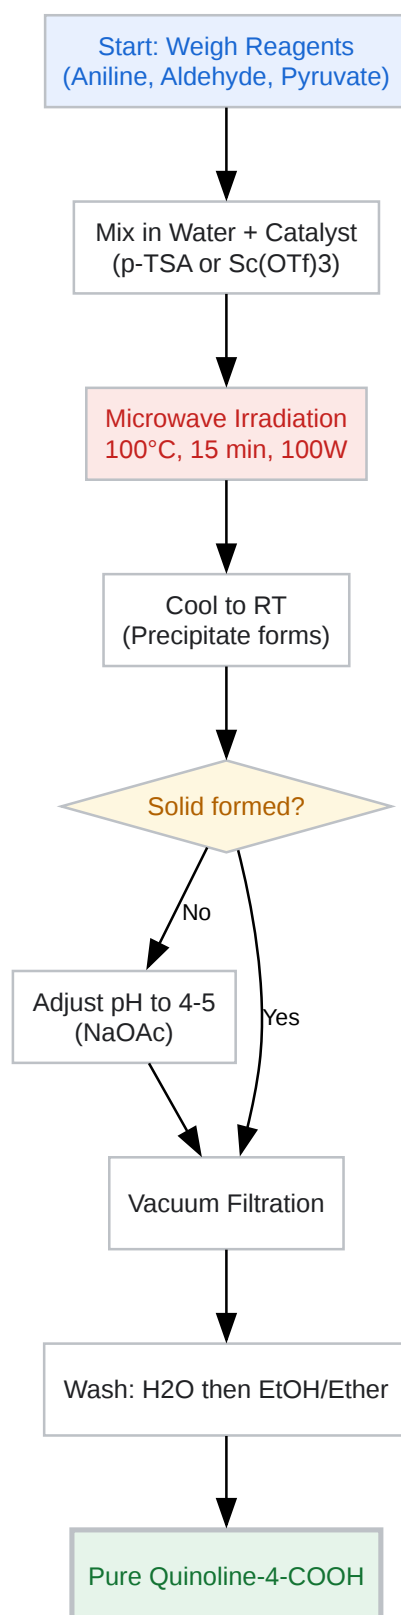 Start: Weigh Reagents
(Aniline, Aldehyde, Pyruvate)
Mix in Water + Catalyst
(p-TSA or Sc(OTf)3)
Microwave Irradiation
100°C, 15 min, 100W
Cool to RT
(Precipitate forms)
Solid formed?
No
Adjust pH to 4-5
(NaOAc)
Yes
Vacuum Filtration
Wash: H2O then EtOH/Ether
Pure Quinoline-4-COOH